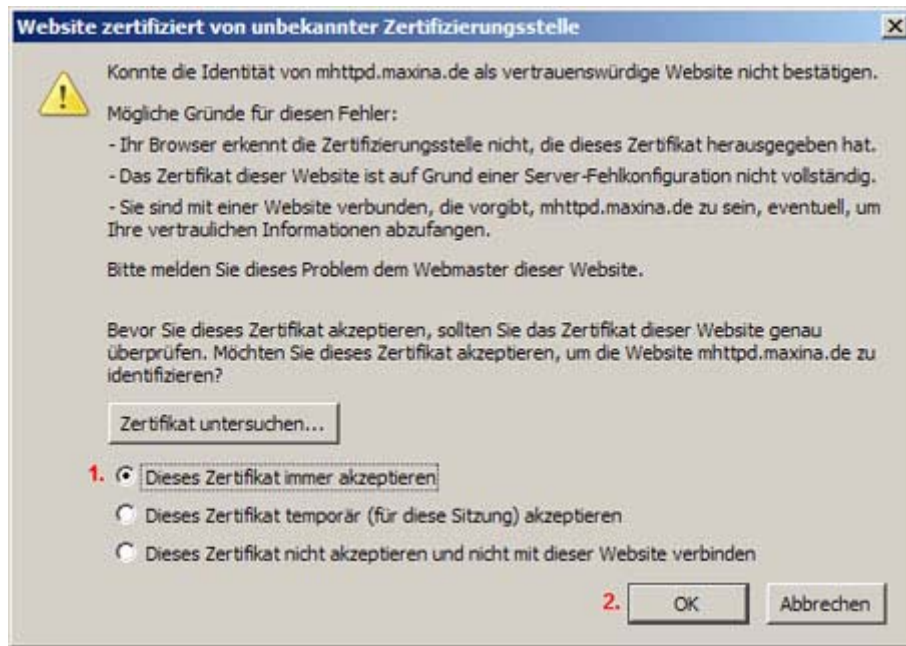 Website zertifiziert von unbekannter Zertifizierungsstelle
Konnte die Identität von mhttpd.maxina.de als vertrauenswürdige Website nicht bestätigen.
Mögliche Gründe für diesen Fehler:
- Ihr Browser erkennt die Zertifizierungsstelle nicht, die dieses Zertifikat herausgegeben hat.
- Das Zertifikat dieser Website ist auf Grund einer Server-Fehlkonfiguration nicht vollständig.
- Sie sind mit einer Website verbunden, die vorgibt, mhttpd.maxina.de zu sein, eventuell, um
Ihre vertraulichen Informationen abzufangen.
Bitte melden Sie dieses Problem dem Webmaster dieser Website.
Bevor Sie dieses Zertifikat akzeptieren, sollten Sie das Zertifikat dieser Website genau
überprüfen. Möchten Sie dieses Zertifikat akzeptieren, um die Website mhttpd.maxina.de zu
identifizieren?
Zertifikat untersuchen...
1. Dieses Zertifikat immer akzeptieren
Dieses Zertifikat temporär (für diese Sitzung) akzeptieren
Dieses Zertifikat nicht akzeptieren und nicht mit dieser Website verbinden
2. OK Abbrechen